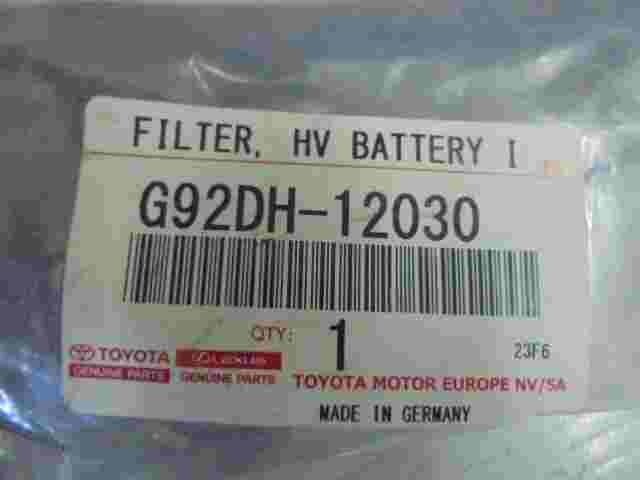 FILTER, HV BATTERY I
G92DH-12030
QTY: 1
23F6
TOYOTA LEXUS
GENUINE PARTS GENUINE PARTS
TOYOTA MOTOR EUROPE NV/SA
MADE IN GERMANY